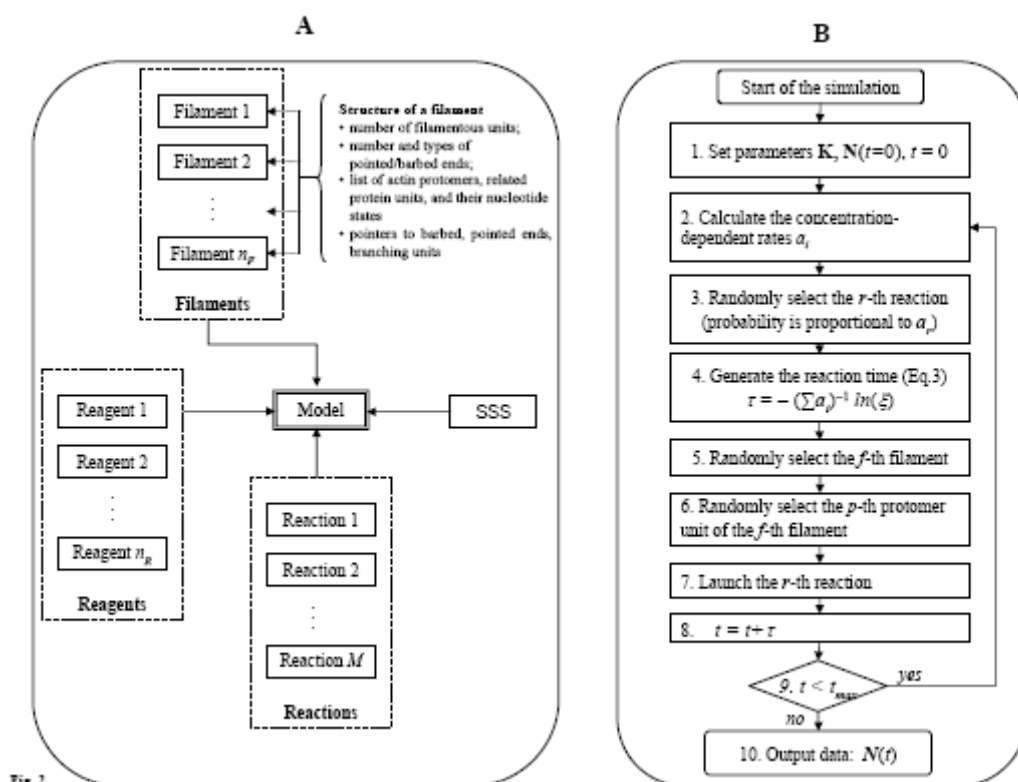 A
Filament 1
Filament 2
⋮
Filament n_F
Filaments
Structure of a filament
• number of filamentous units;
• number and types of
pointed/barbed ends;
• list of actin protomers, related
protein units, and their nucleotide
states
• pointers to barbed, pointed ends,
branching units
Reagent 1
Reagent 2
⋮
Reagent n_R
Reagents
Model
SSS
Reaction 1
Reaction 2
⋮
Reaction M
Reactions
B
Start of the simulation
1. Set parameters K, N(t=0), t = 0
2. Calculate the concentration-
dependent rates a_i
3. Randomly select the r-th reaction
(probability is proportional to a_r)
4. Generate the reaction time (Eq.3)
τ = – (∑a_i)⁻¹ ln(ξ)
5. Randomly select the f-th filament
6. Randomly select the p-th protomer
unit of the f-th filament
7. Launch the r-th reaction
8. t = t+ τ
9. t < t_max
yes
no
10. Output data: N(t)
Fig 2